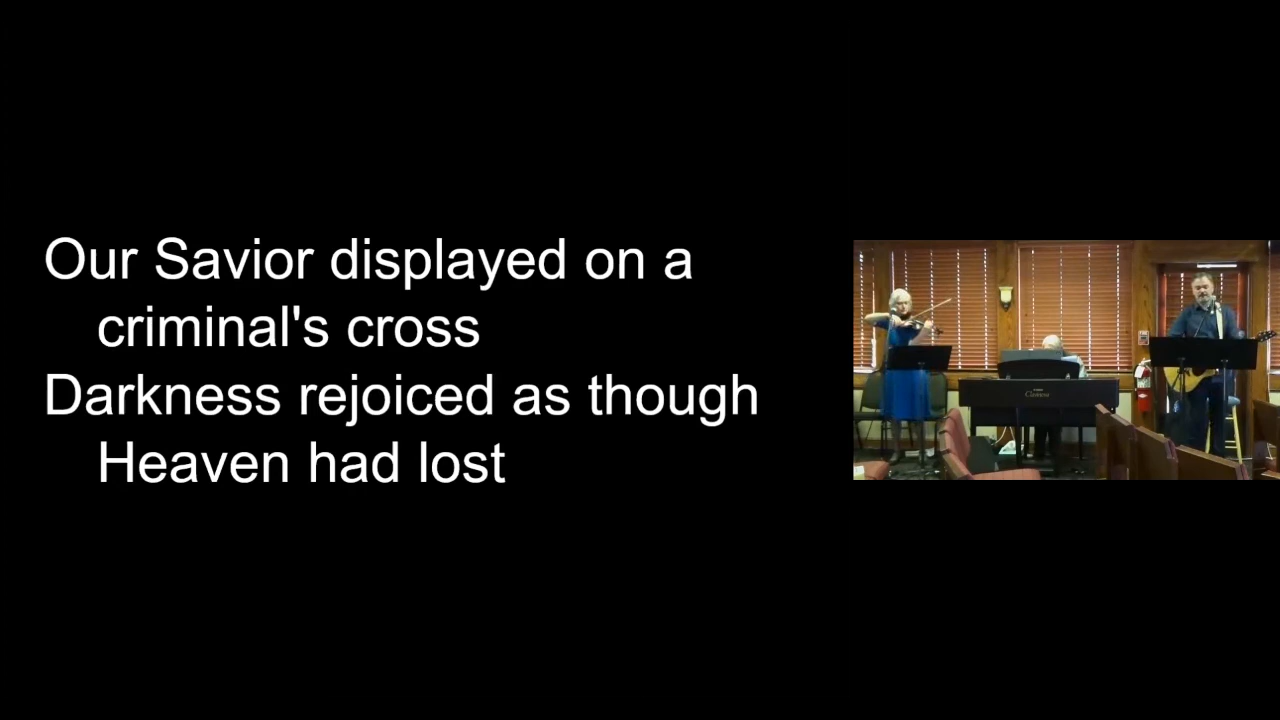 Our Savior displayed on a
criminal's cross
Darkness rejoiced as though
Heaven had lost